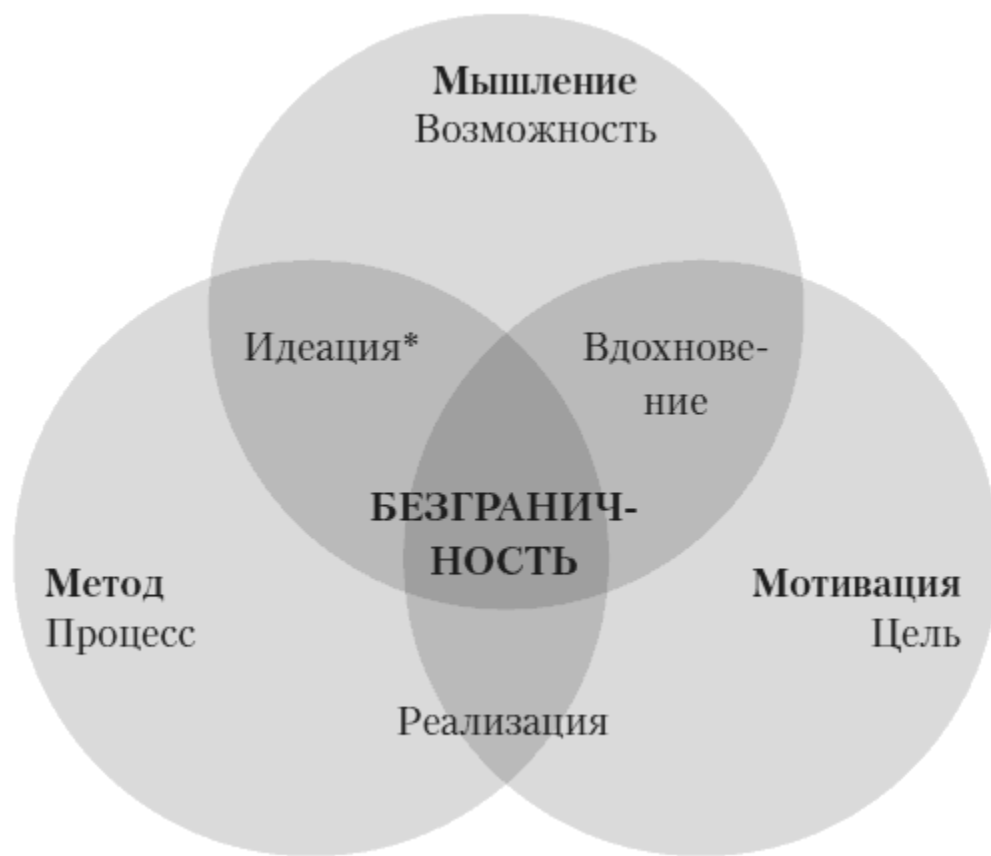 Мышление
Возможность
Идеация*
Вдохнове-
ние
БЕЗГРАНИЧ-
НОСТЬ
Метод
Процесс
Мотивация
Цель
Реализация